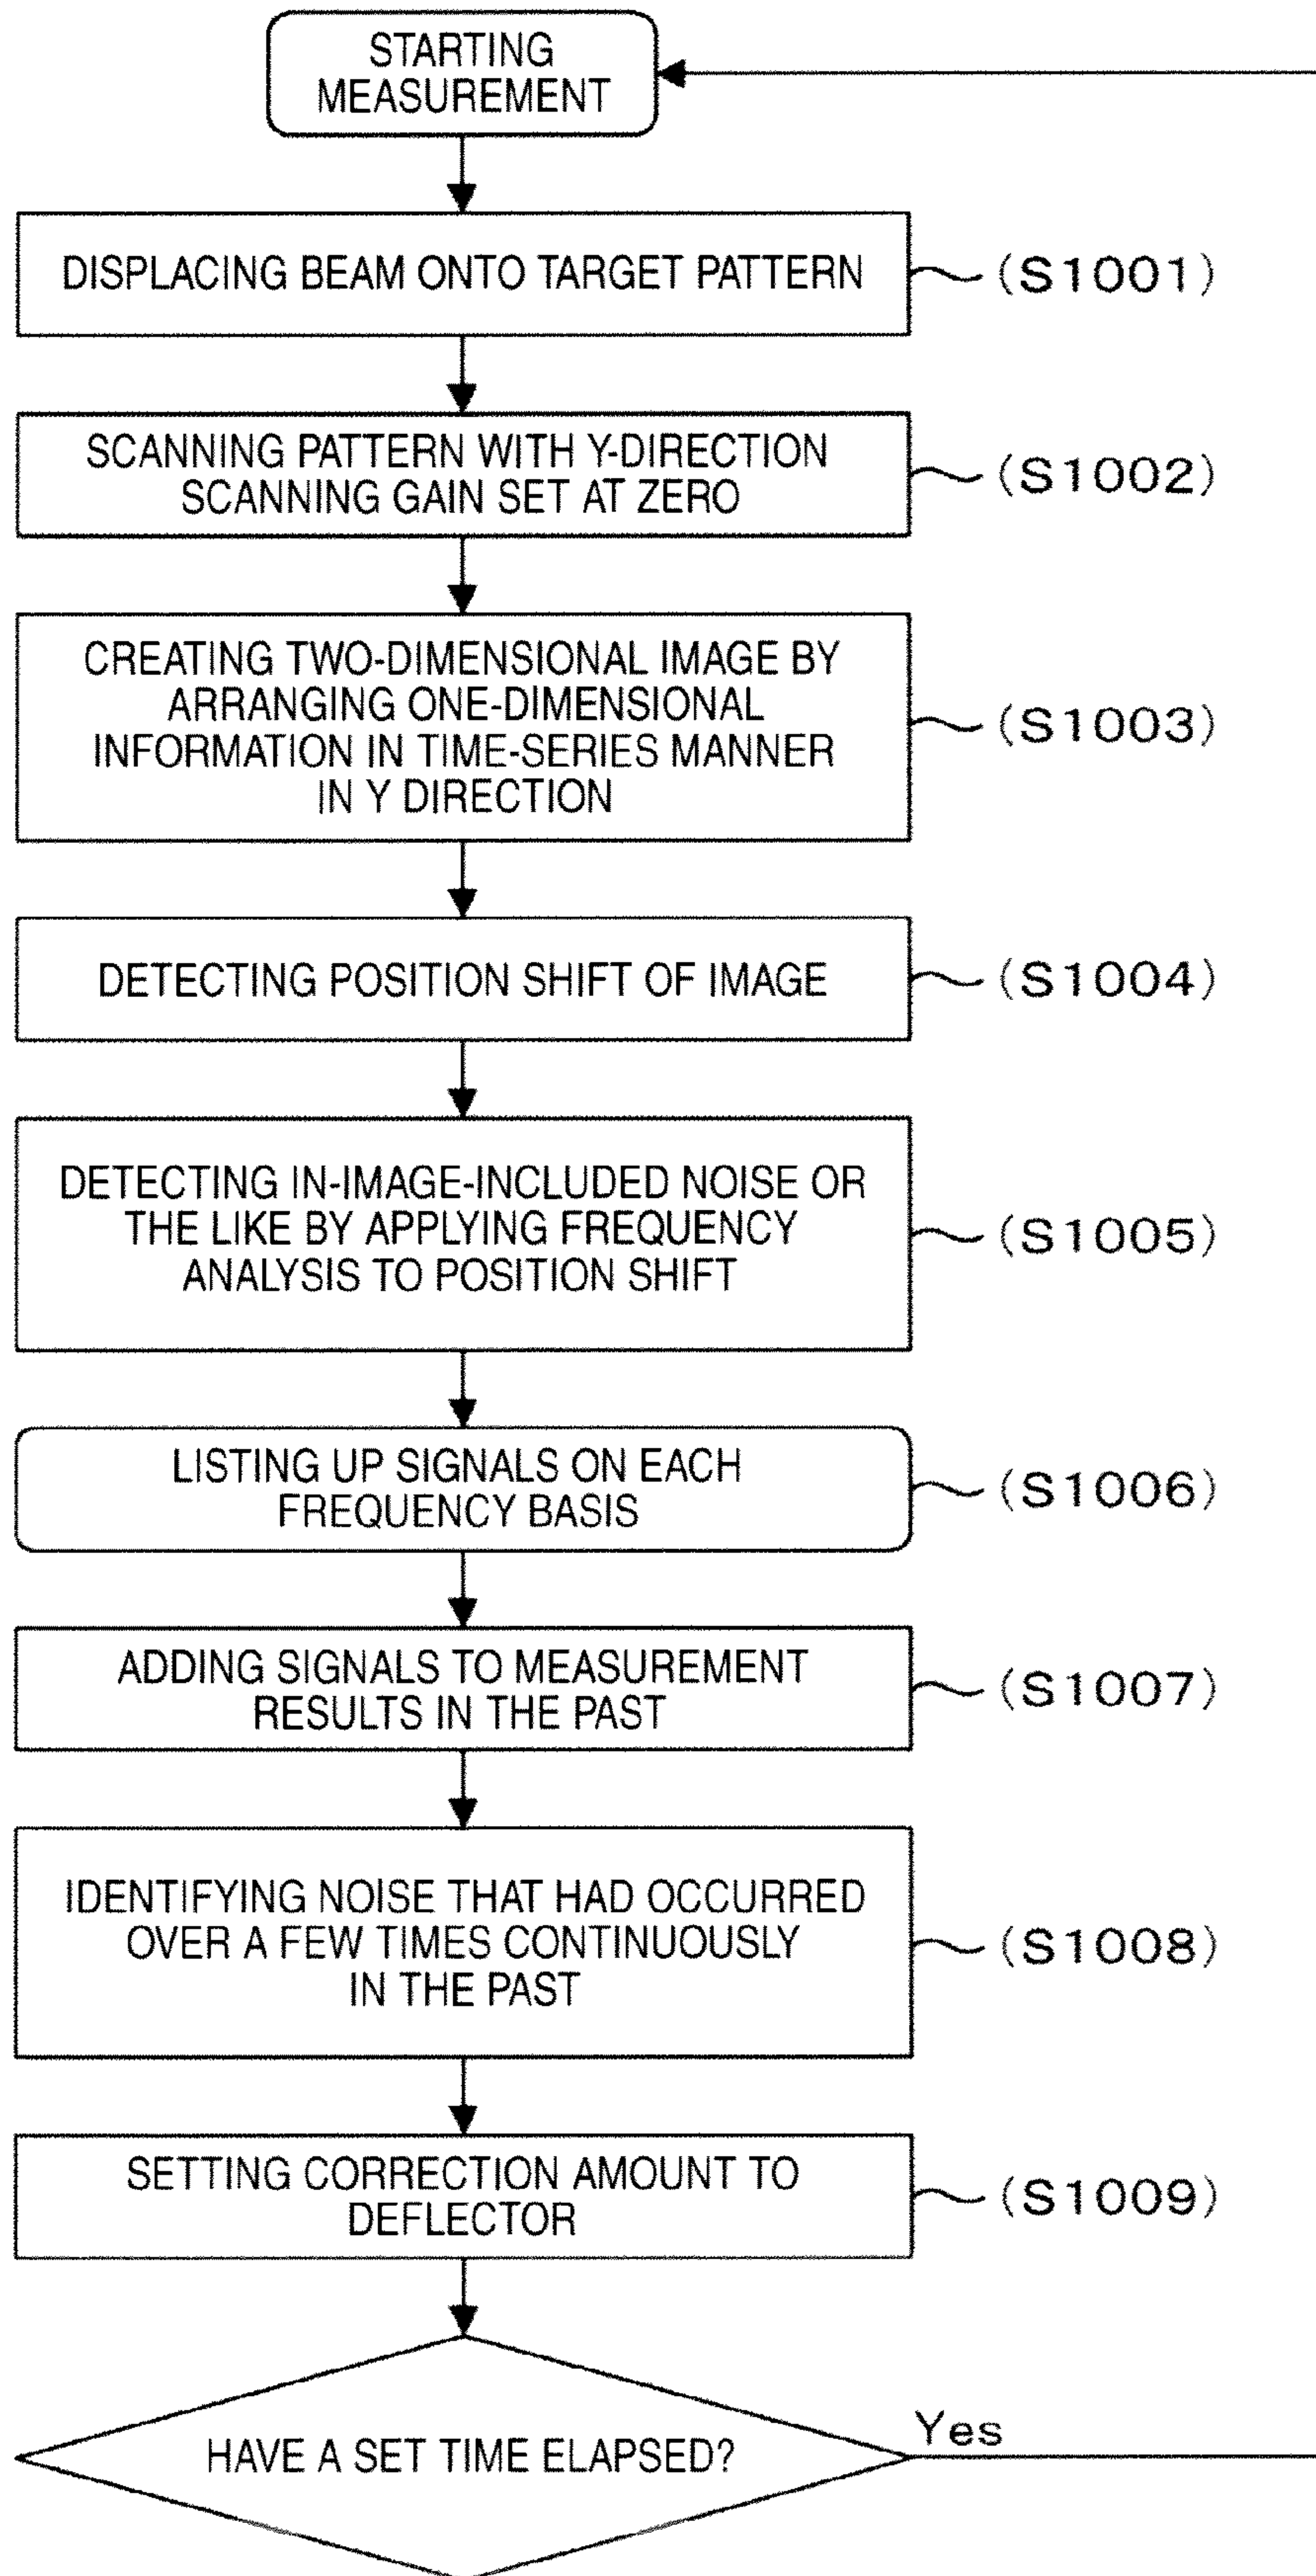 STARTING
MEASUREMENT
DISPLACING BEAM ONTO TARGET PATTERN
(S1001)
SCANNING PATTERN WITH Y-DIRECTION
SCANNING GAIN SET AT ZERO
(S1002)
CREATING TWO-DIMENSIONAL IMAGE BY
ARRANGING ONE-DIMENSIONAL
INFORMATION IN TIME-SERIES MANNER
IN Y DIRECTION
(S1003)
DETECTING POSITION SHIFT OF IMAGE
(S1004)
DETECTING IN-IMAGE-INCLUDED NOISE OR
THE LIKE BY APPLYING FREQUENCY
ANALYSIS TO POSITION SHIFT
(S1005)
LISTING UP SIGNALS ON EACH
FREQUENCY BASIS
(S1006)
ADDING SIGNALS TO MEASUREMENT
RESULTS IN THE PAST
(S1007)
IDENTIFYING NOISE THAT HAD OCCURRED
OVER A FEW TIMES CONTINUOUSLY
IN THE PAST
(S1008)
SETTING CORRECTION AMOUNT TO
DEFLECTOR
(S1009)
HAVE A SET TIME ELAPSED?
Yes